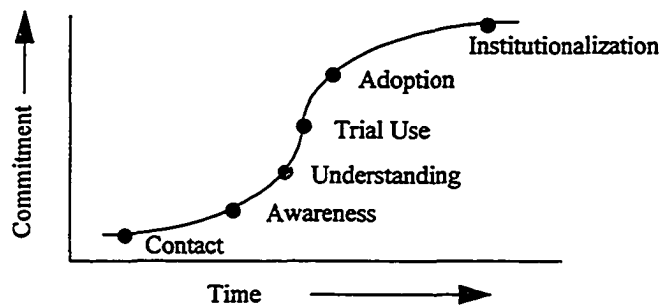 Institutionalization
Adoption
Trial Use
Understanding
Awareness
Contact
Commitment
Time